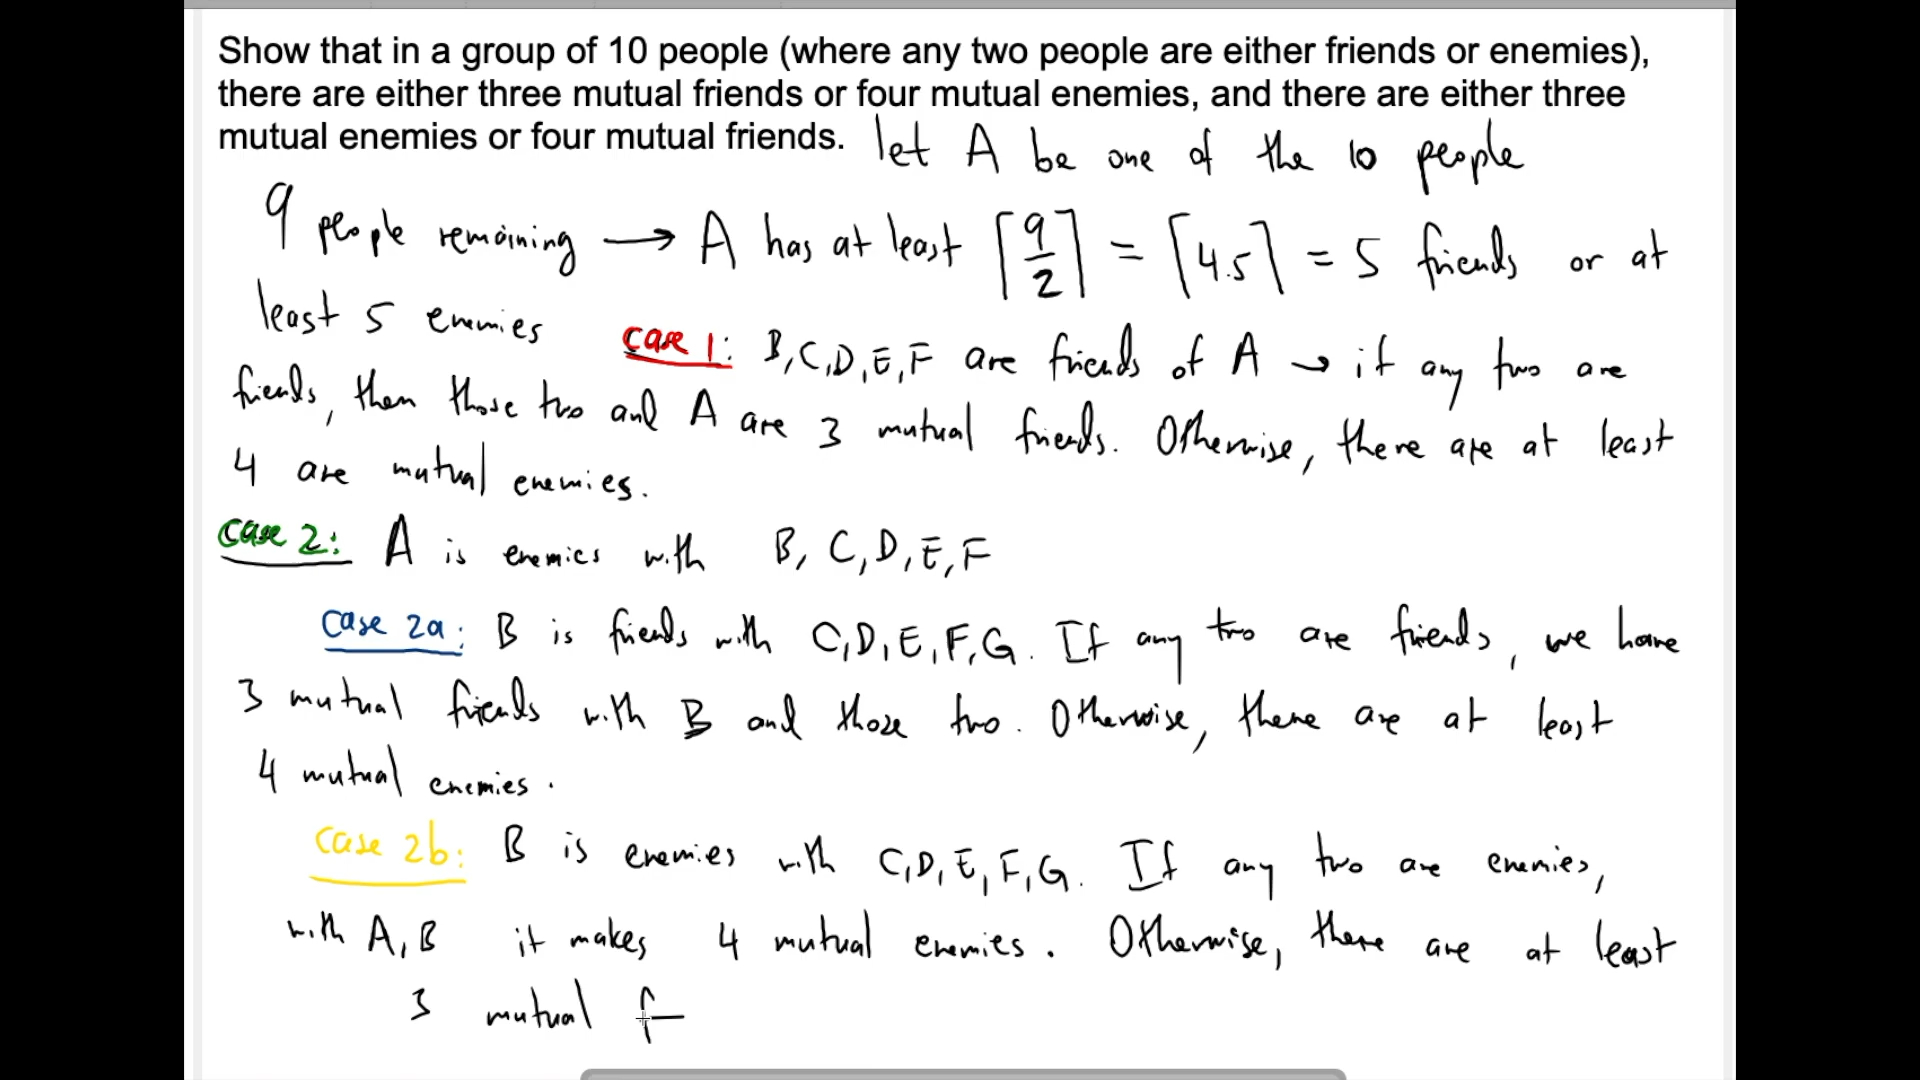 Show that in a group of 10 people (where any two people are either friends or enemies),
there are either three mutual friends or four mutual enemies, and there are either three
mutual enemies or four mutual friends. let A be one of the 10 people
9 people remaining → A has at least ⌈9/2⌉ = ⌈4.5⌉ = 5 friends or at
least 5 enemies case 1: B,C,D,E,F are friends of A → if any two are
friends, then those two and A are 3 mutual friends. Otherwise, there are at least
4 are mutual enemies.
case 2: A is enemies with B, C, D, E, F
case 2a: B is friends with C,D,E,F,G. If any two are friends, we have
3 mutual friends with B and those two. Otherwise, there are at least
4 mutual enemies.
case 2b: B is enemies with C,D,E,F,G. If any two are enemies,
with A, B it makes 4 mutual enemies. Otherwise, there are at least
3 mutual f